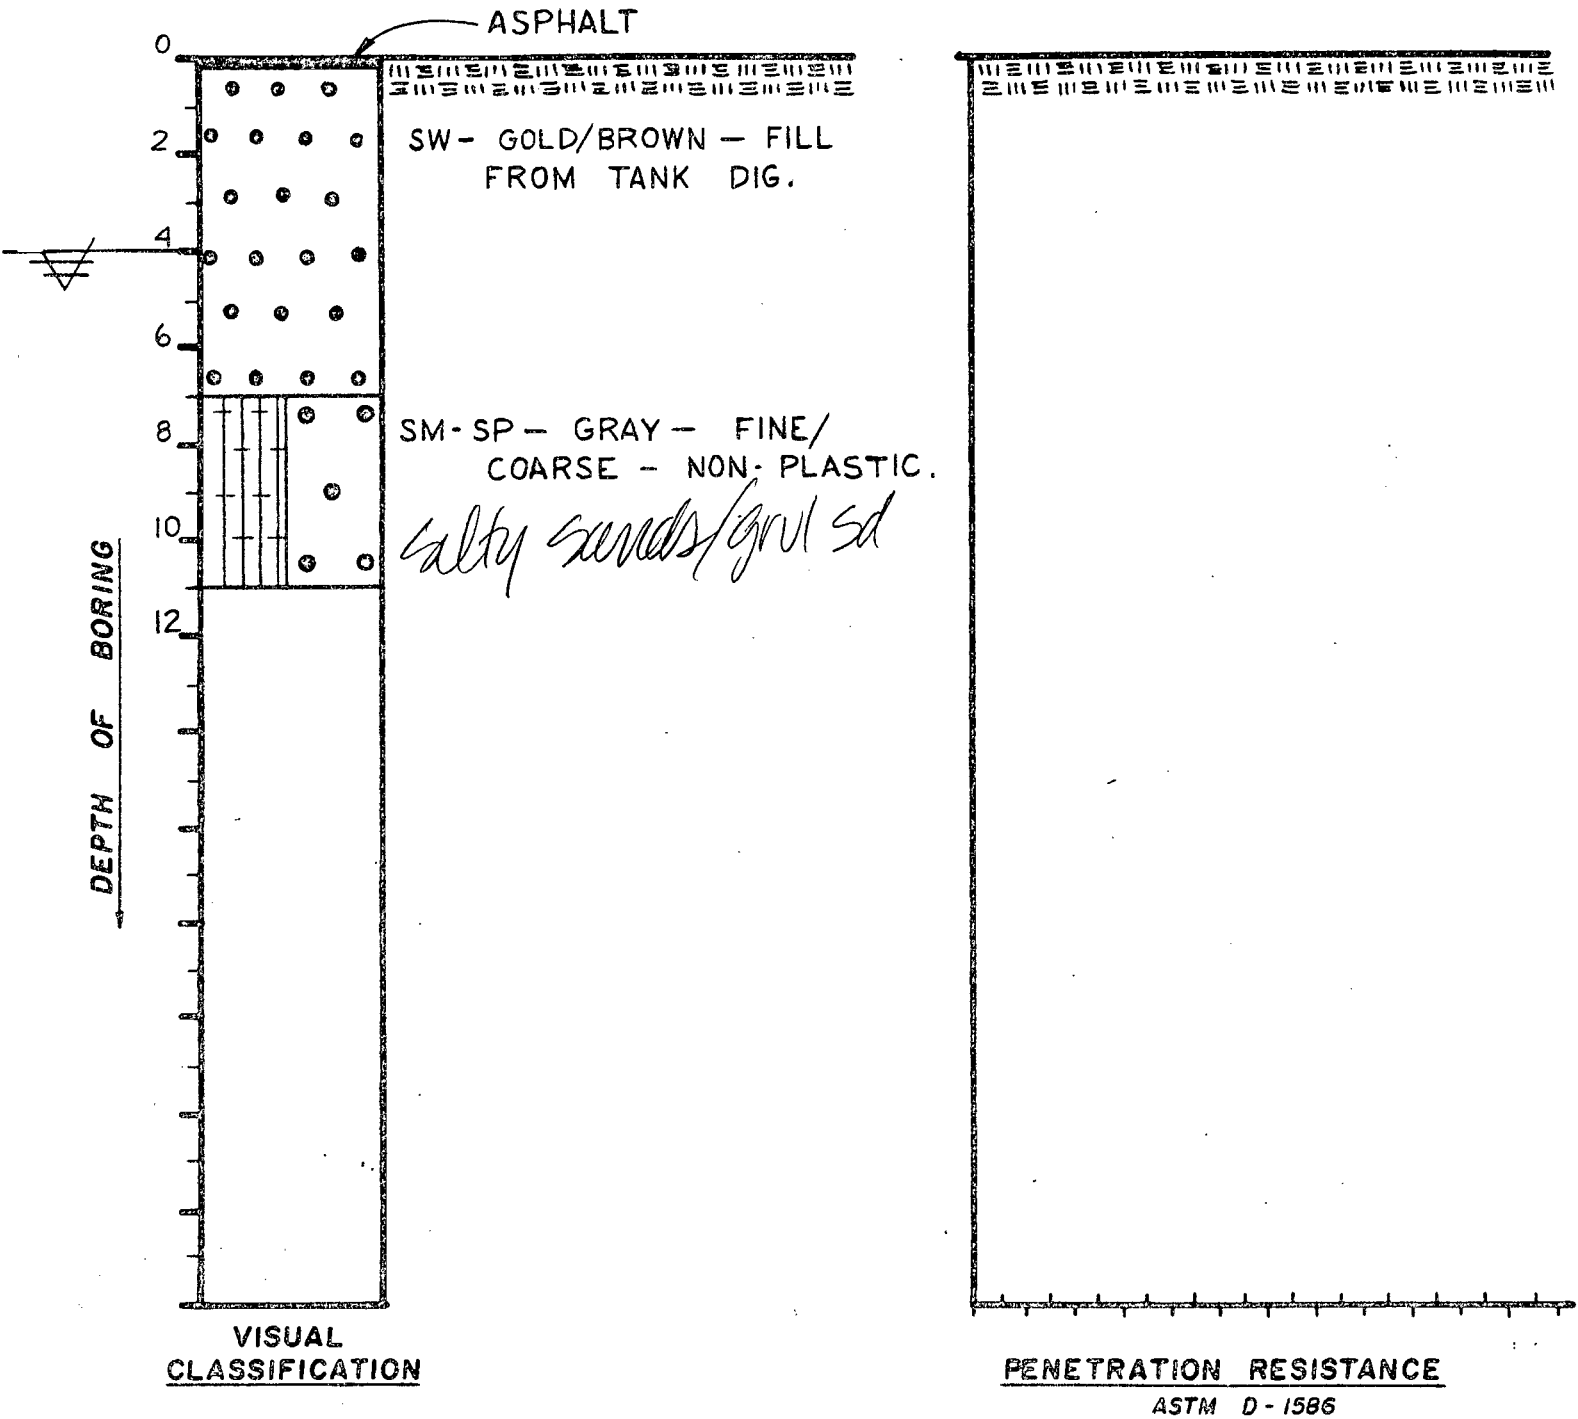 ASPHALT
0
SW- GOLD/BROWN - FILL
FROM TANK DIG.
2
4
6
8
SM-SP - GRAY - FINE/
COARSE - NON-PLASTIC.
salty sands/grvl sd
10
12
DEPTH OF BORING
VISUAL
CLASSIFICATION
PENETRATION RESISTANCE
ASTM D-1586